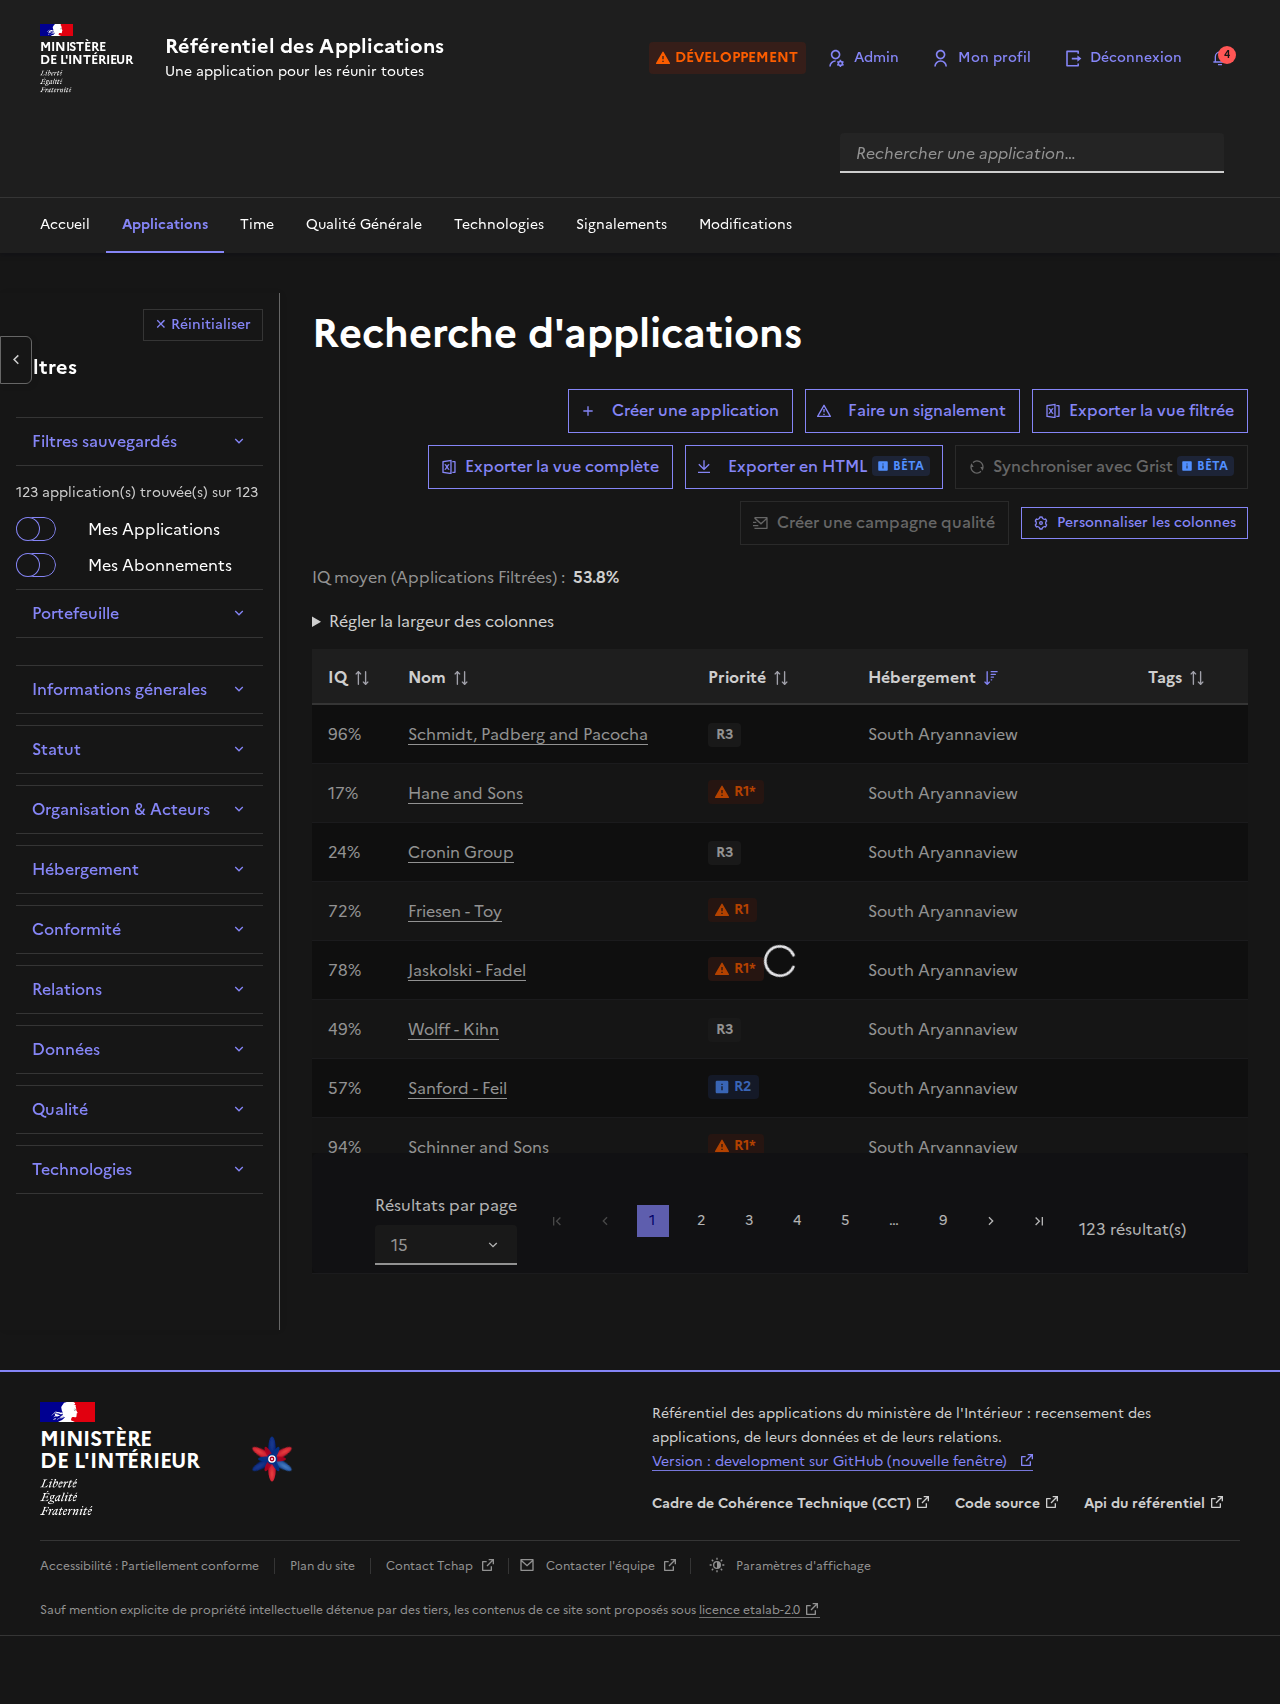 MINISTÈRE
DE L'INTÉRIEUR
Liberté
Égalité
Fraternité
Référentiel des Applications
Une application pour les réunir toutes
DÉVELOPPEMENT
Admin
Mon profil
Déconnexion
4
Rechercher une application...
Accueil
Applications
Time
Qualité Générale
Technologies
Signalements
Modifications
Réinitialiser
ltres
Filtres sauvegardés
123 application(s) trouvée(s) sur 123
Mes Applications
Mes Abonnements
Portefeuille
Informations génerales
Statut
Organisation & Acteurs
Hébergement
Conformité
Relations
Données
Qualité
Technologies
Recherche d'applications
Créer une application
Faire un signalement
Exporter la vue filtrée
Exporter la vue complète
Exporter en HTML BÊTA
Synchroniser avec Grist BÊTA
Créer une campagne qualité
Personnaliser les colonnes
IQ moyen (Applications Filtrées) : 53.8%
Régler la largeur des colonnes
IQ Nom Priorité Hébergement Tags
96% Schmidt, Padberg and Pacocha R3 South Aryannaview
17% Hane and Sons R1* South Aryannaview
24% Cronin Group R3 South Aryannaview
72% Friesen - Toy R1 South Aryannaview
78% Jaskolski - Fadel R1* South Aryannaview
49% Wolff - Kihn R3 South Aryannaview
57% Sanford - Feil R2 South Aryannaview
94% Schinner and Sons R1* South Aryannaview
Résultats par page
15
1 2 3 4 5 … 9
123 résultat(s)
MINISTÈRE
DE L'INTÉRIEUR
Liberté
Égalité
Fraternité
Référentiel des applications du ministère de l'Intérieur : recensement des
applications, de leurs données et de leurs relations.
Version : development sur GitHub (nouvelle fenêtre)
Cadre de Cohérence Technique (CCT)
Code source
Api du référentiel
Accessibilité : Partiellement conforme
Plan du site
Contact Tchap
Contacter l'équipe
Paramètres d'affichage
Sauf mention explicite de propriété intellectuelle détenue par des tiers, les contenus de ce site sont proposés sous licence etalab-2.0